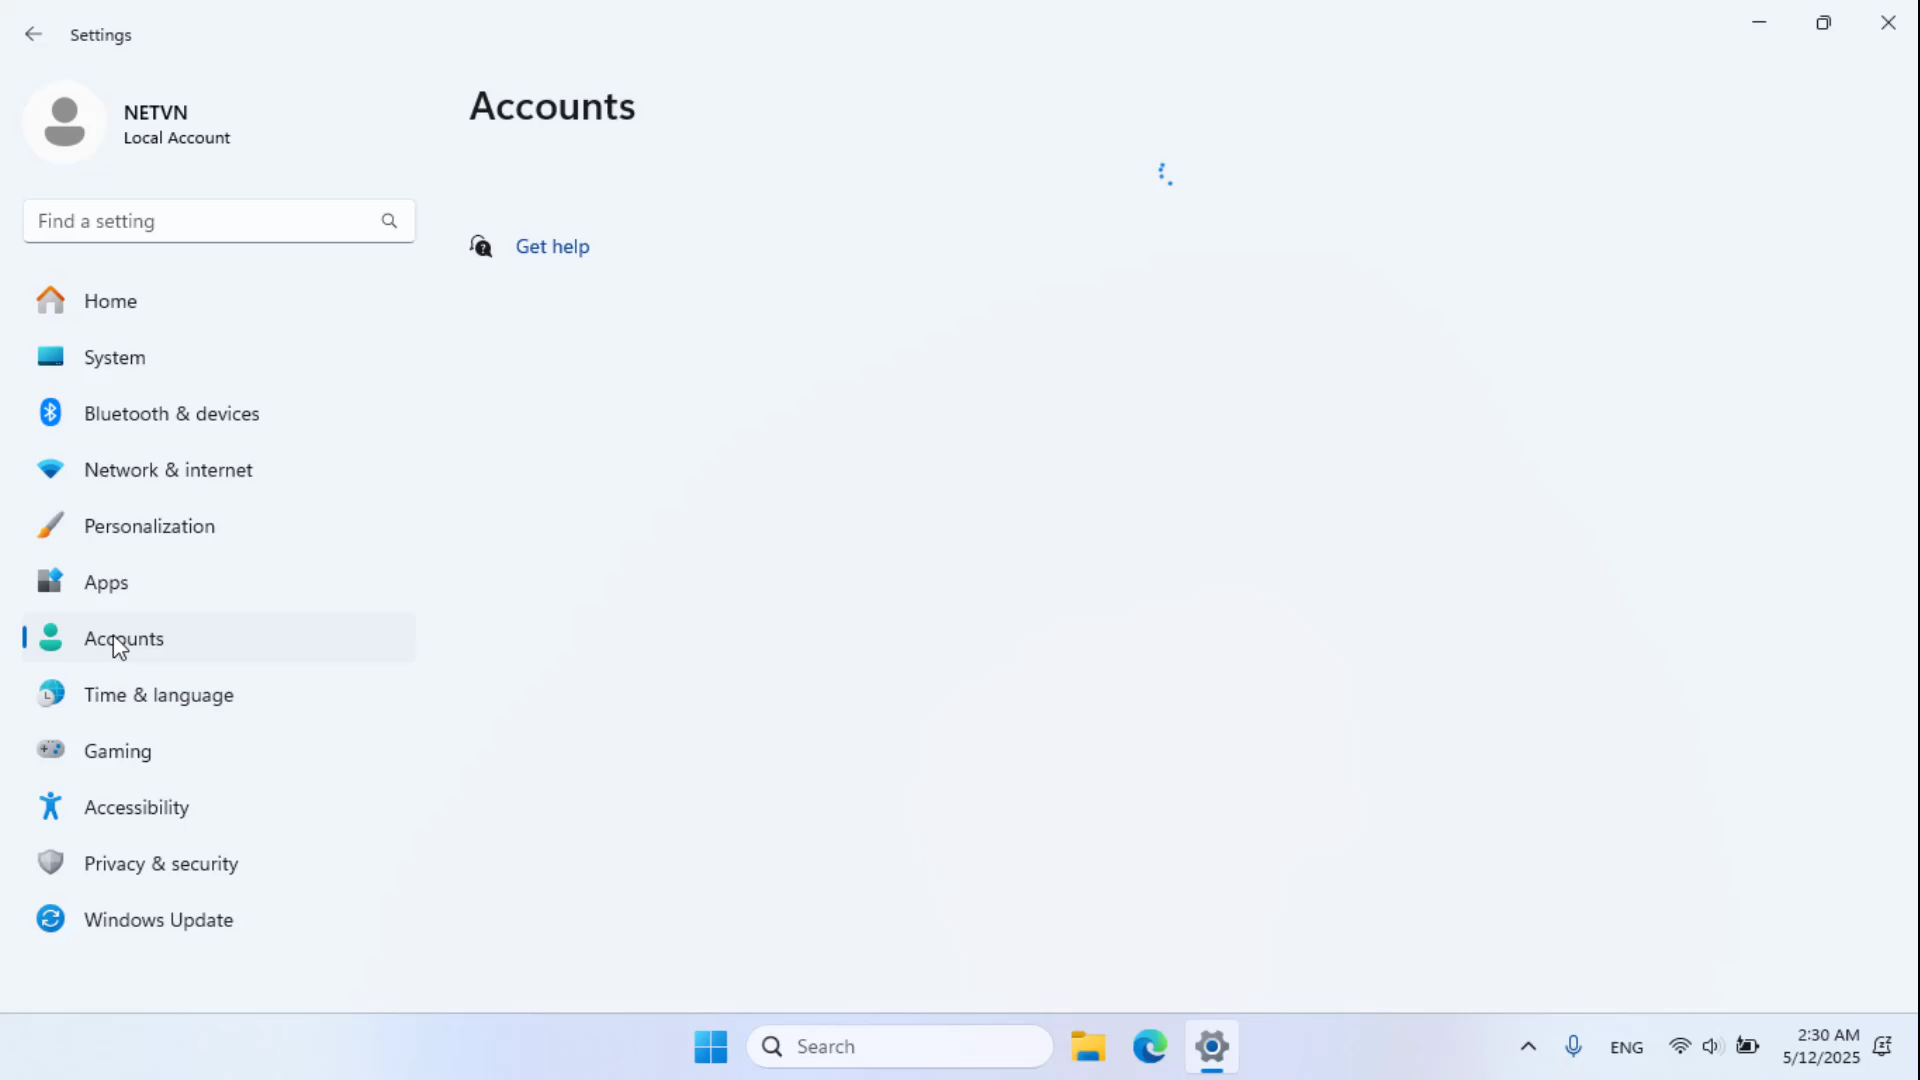 Settings
NETVN
Local Account
Find a setting
Home
System
Bluetooth & devices
Network & internet
Personalization
Apps
Accounts
Time & language
Gaming
Accessibility
Privacy & security
Windows Update
Accounts
Get help
Search
ENG
2:30 AM
5/12/2025